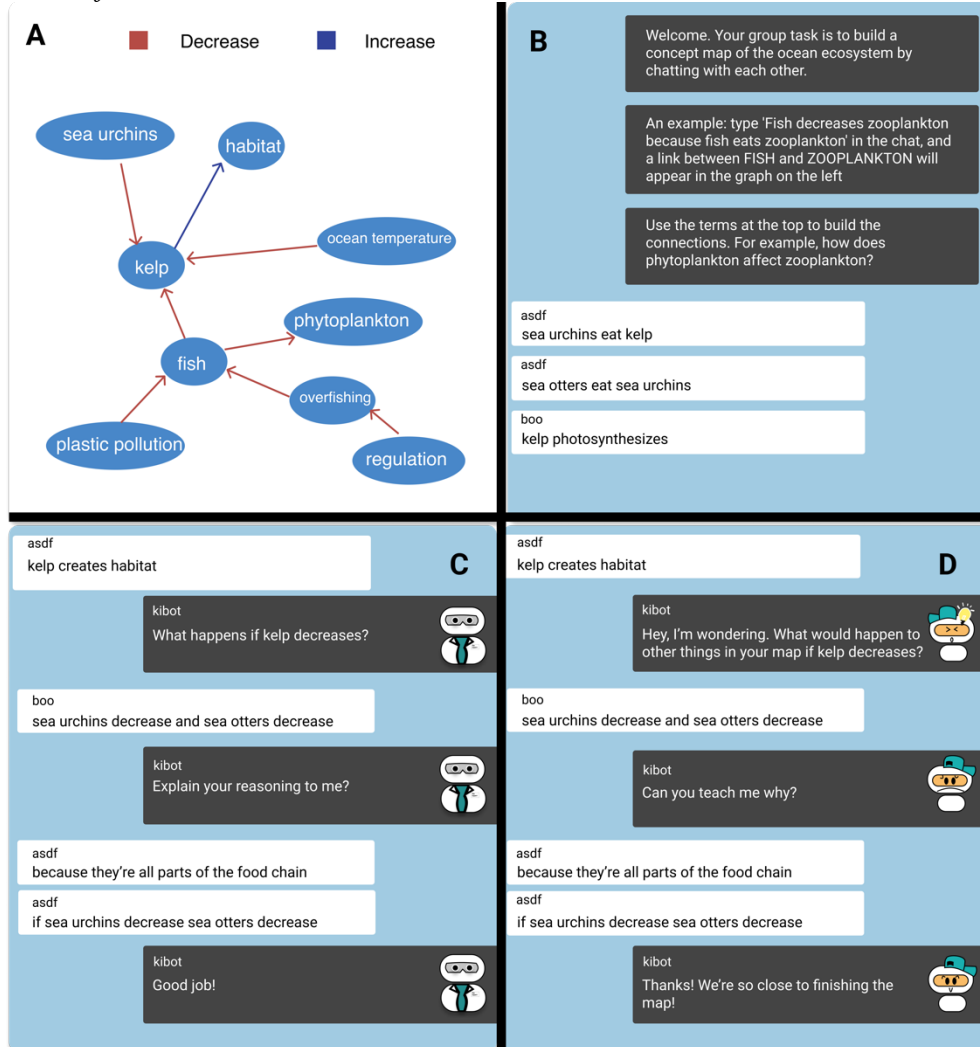 A
Decrease
Increase
sea urchins
habitat
ocean temperature
kelp
phytoplankton
fish
overfishing
plastic pollution
regulation
B
Welcome. Your group task is to build a
concept map of the ocean ecosystem by
chatting with each other.
An example: type 'Fish decreases zooplankton
because fish eats zooplankton' in the chat, and
a link between FISH and ZOOPLANKTON will
appear in the graph on the left
Use the terms at the top to build the
connections. For example, how does
phytoplankton affect zooplankton?
asdf
sea urchins eat kelp
asdf
sea otters eat sea urchins
boo
kelp photosynthesizes
C
asdf
kelp creates habitat
kibot
What happens if kelp decreases?
boo
sea urchins decrease and sea otters decrease
kibot
Explain your reasoning to me?
asdf
because they're all parts of the food chain
asdf
if sea urchins decrease sea otters decrease
kibot
Good job!
D
asdf
kelp creates habitat
kibot
Hey, I'm wondering. What would happen to
other things in your map if kelp decreases?
boo
sea urchins decrease and sea otters decrease
kibot
Can you teach me why?
asdf
because they're all parts of the food chain
asdf
if sea urchins decrease sea otters decrease
kibot
Thanks! We're so close to finishing the
map!